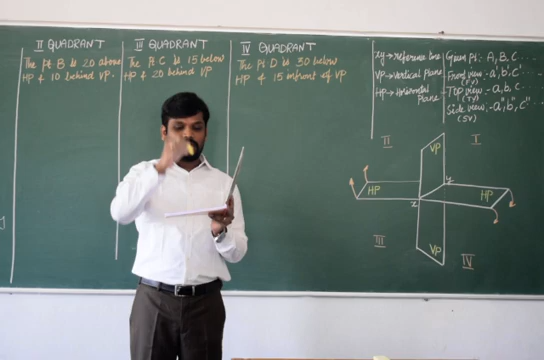 II QUADRANT
The Pt B is 20 above
HP & 10 behind VP.
III QUADRANT
The Pt C is 15 below
HP & 20 behind VP
IV QUADRANT
The Pt D is 30 below
HP & 15 infront of VP
xy → reference line
VP → Vertical Plane
HP → Horizontal
Plane
Given Pt: A, B, C ....
Front view - a', b', c' ....
(FV)
Top view - a, b, c ....
(TV)
Side view - a", b", c" ....
(SV)
II
I
VP
HP
y
HP
x
III
VP
IV